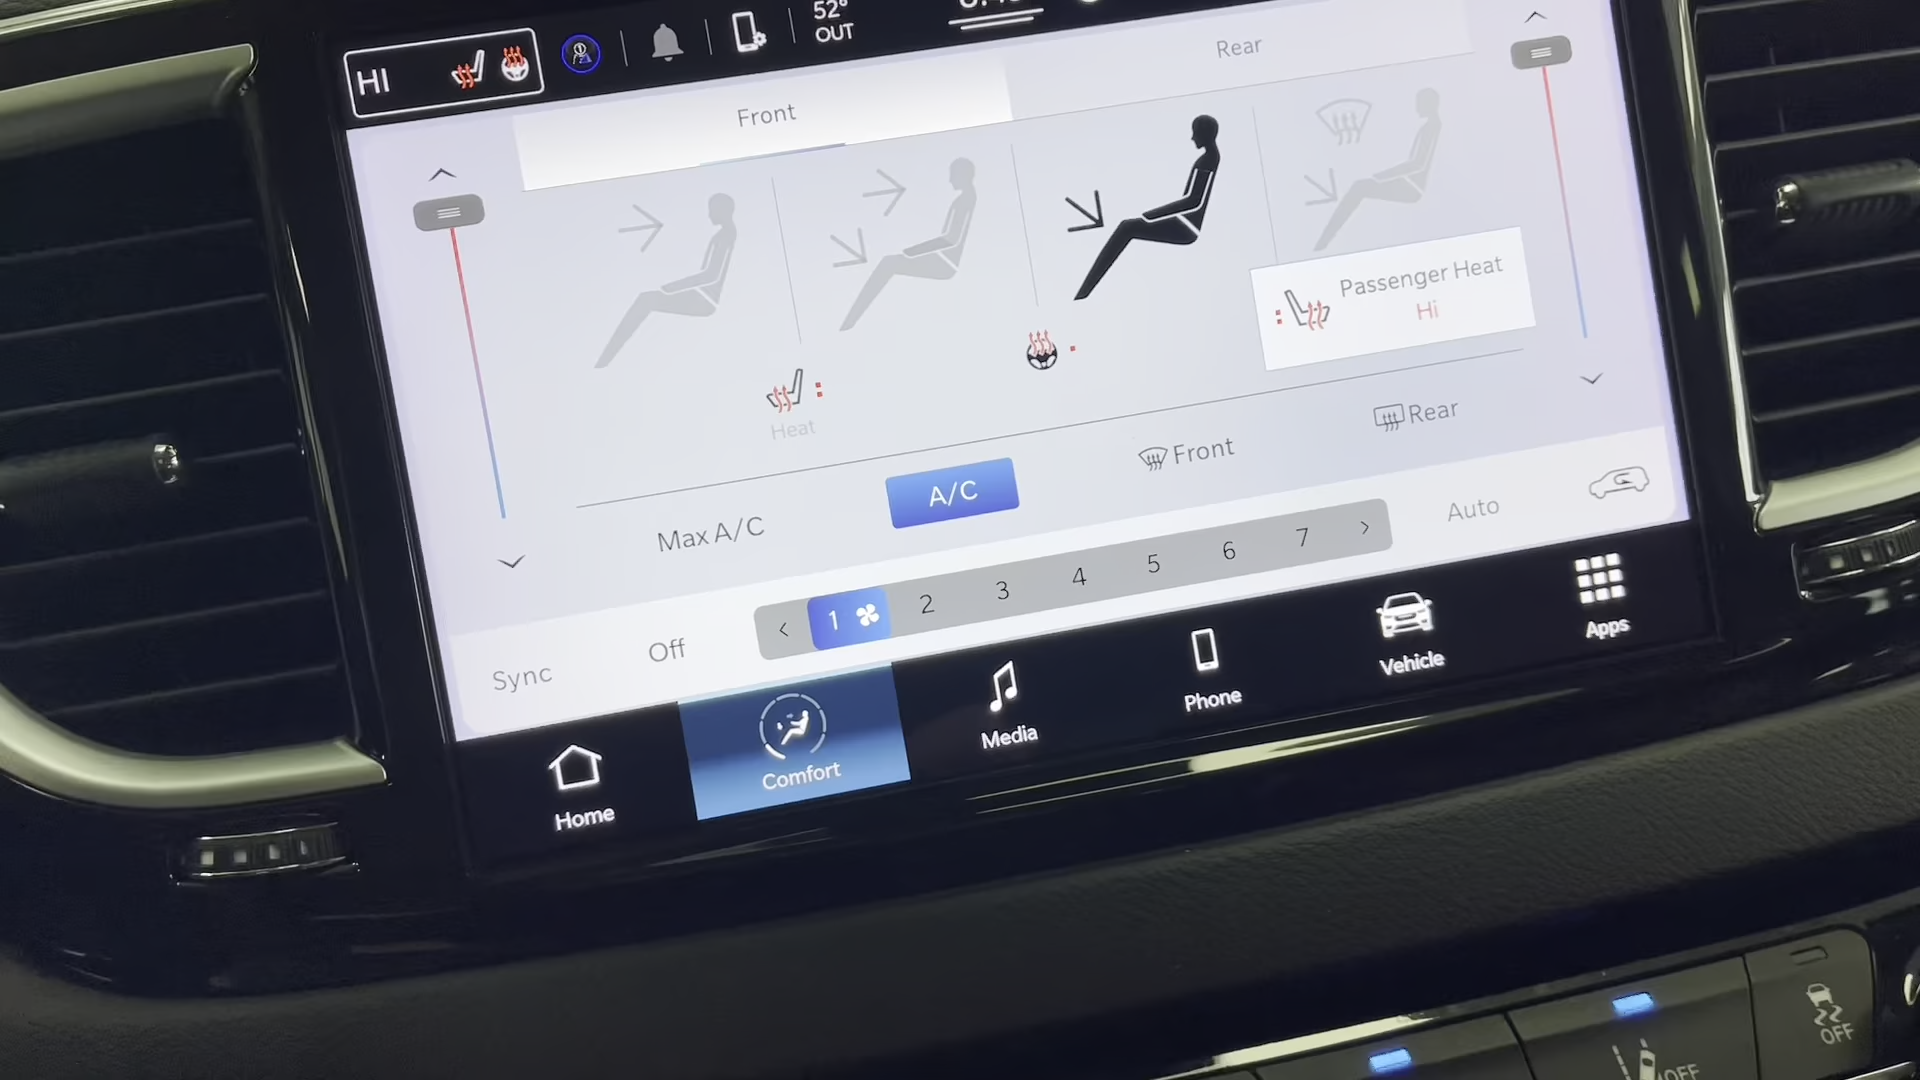 HI
52°
OUT
Front
Rear
Passenger Heat
Hi
Heat
Max A/C
A/C
Front
Rear
Sync
Off
1 2 3 4 5 6 7
Auto
Home
Comfort
Media
Phone
Vehicle
Apps
OFF
OFF